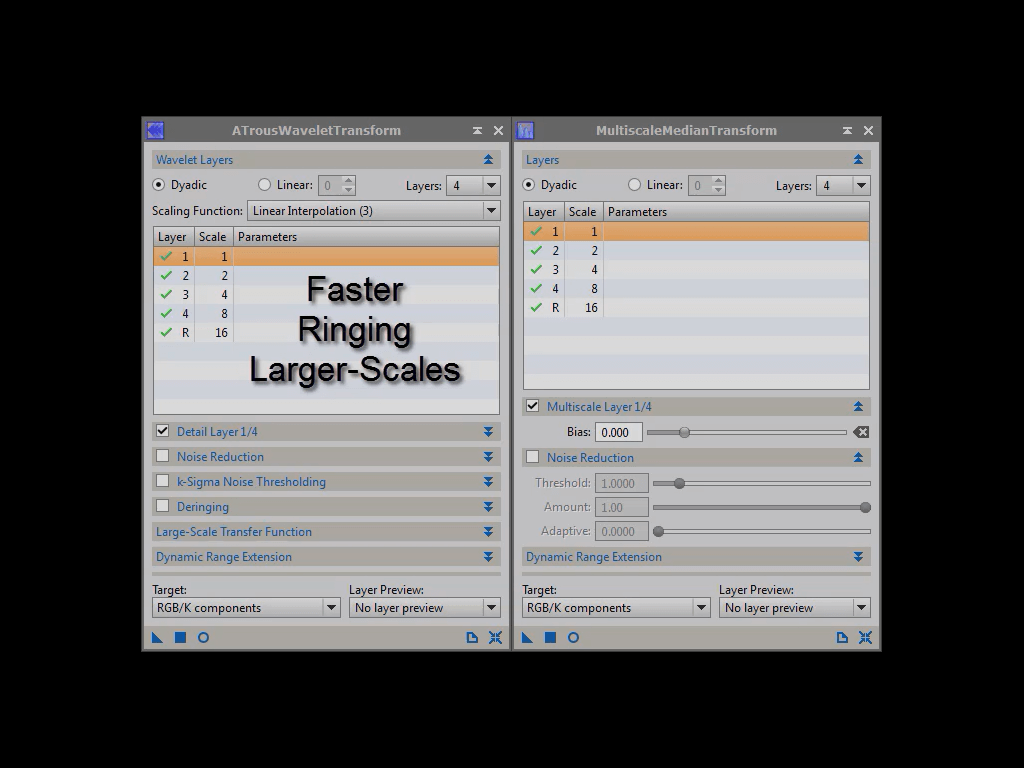 ATrousWaveletTransform
Wavelet Layers
Dyadic
Linear:
0
Layers:
4
Scaling Function:
Linear Interpolation (3)
Layer Scale Parameters
1 1
2 2
3 4
4 8
R 16
Faster
Ringing
Larger-Scales
Detail Layer 1/4
Noise Reduction
k-Sigma Noise Thresholding
Deringing
Large-Scale Transfer Function
Dynamic Range Extension
Target:
Layer Preview:
RGB/K components
No layer preview
MultiscaleMedianTransform
Layers
Dyadic
Linear:
0
Layers:
4
Layer Scale Parameters
1 1
2 2
3 4
4 8
R 16
Multiscale Layer 1/4
Bias: 0.000
Noise Reduction
Threshold: 1.0000
Amount: 1.00
Adaptive: 0.0000
Dynamic Range Extension
Target:
Layer Preview:
RGB/K components
No layer preview